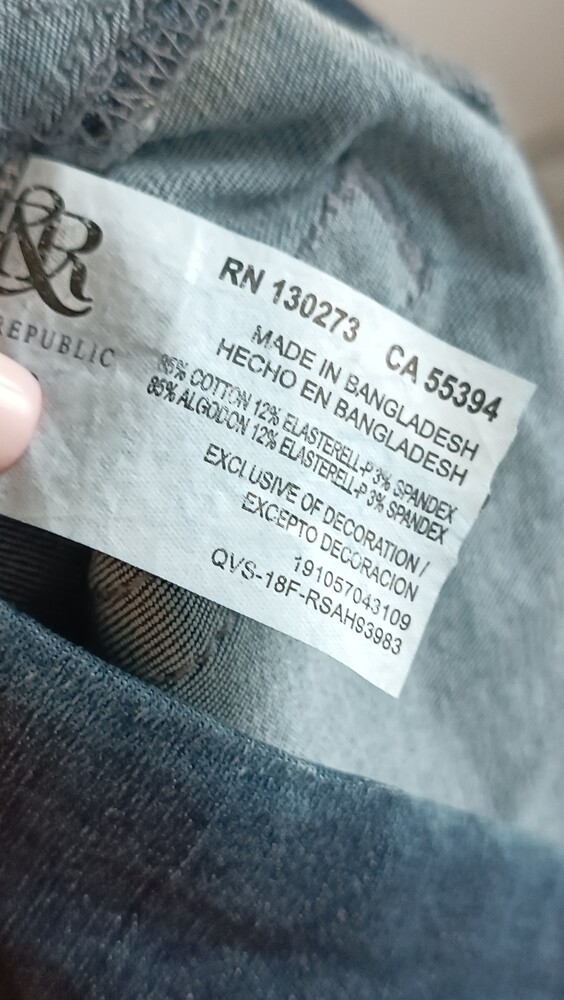 R&R
REPUBLIC
RN 130273 CA 55394
MADE IN BANGLADESH
HECHO EN BANGLADESH
85% COTTON 12% ELASTERELL-P 3% SPANDEX
85% ALGODON 12% ELASTERELL-P 3% SPANDEX
EXCLUSIVE OF DECORATION /
EXCEPTO DECORACION
191057043109
QVS-18F-RSAH93983